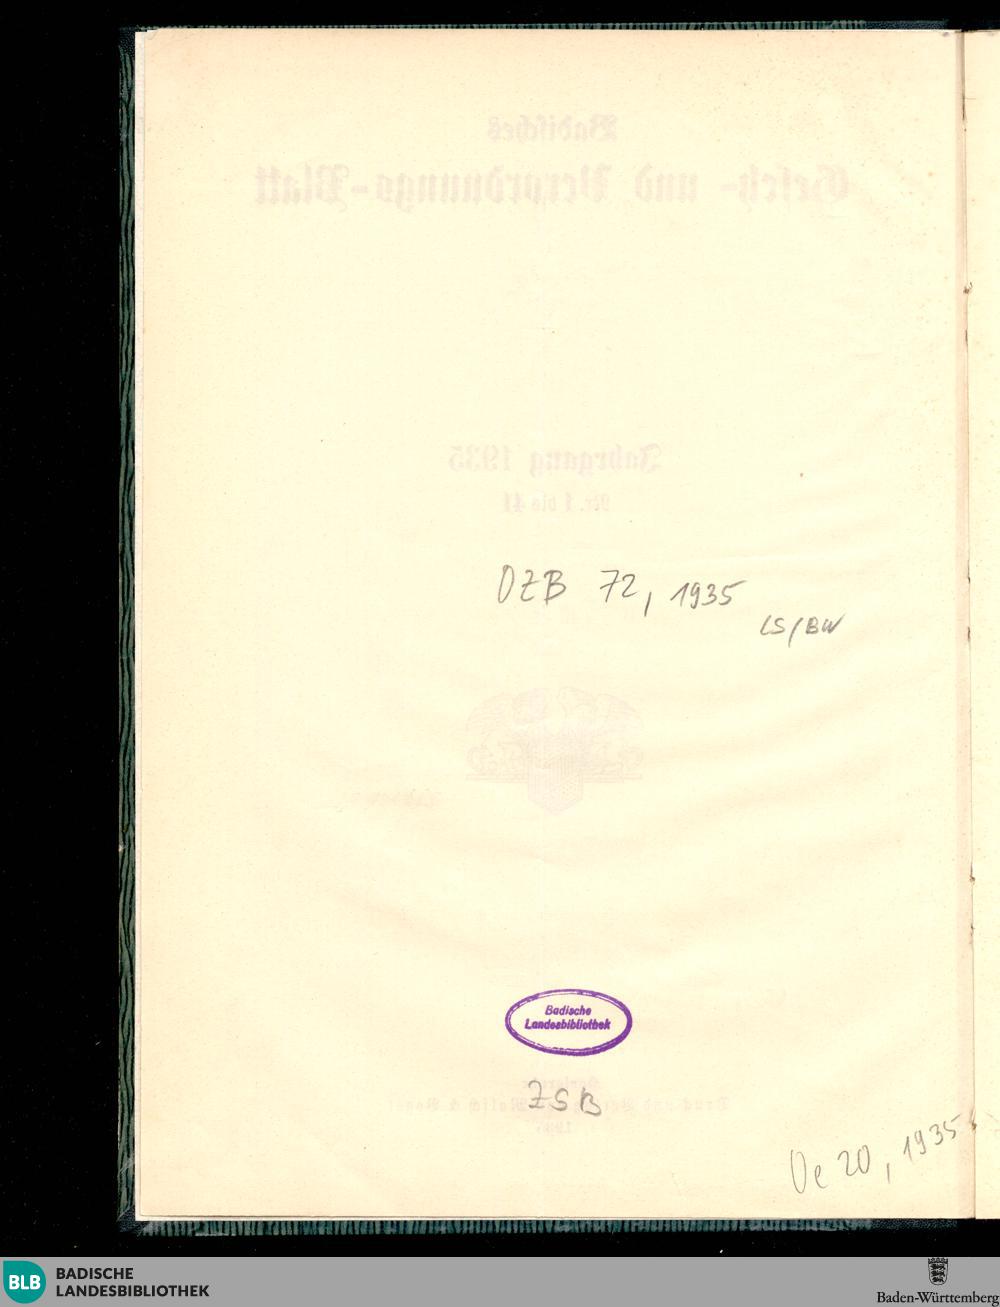 Badisches
Gesetz- und Verordnungs-Blatt
Jahrgang 1935
Nr. 1 bis 41
OZB 72, 1935
LS/BW
Badische
Landesbibliothek
ZSB
Oe 20, 1935
BLB BADISCHE
LANDESBIBLIOTHEK
Baden-Württemberg